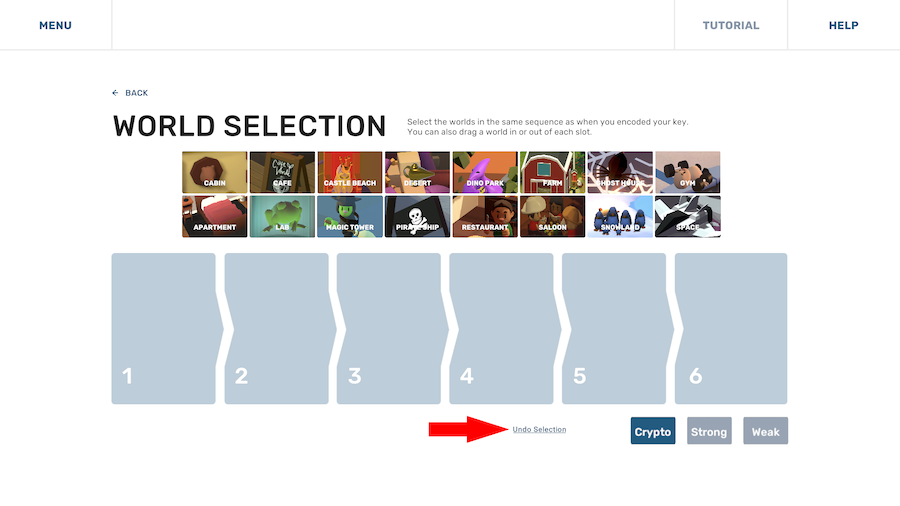 MENU
TUTORIAL
HELP
← BACK
WORLD SELECTION
Select the worlds in the same sequence as when you encoded your key.
You can also drag a world in or out of each slot.
CABIN
CAFE
CASTLE BEACH
DESERT
DINO PARK
FARM
GHOST HOUSE
GYM
APARTMENT
LAB
MAGIC TOWER
PIRATE SHIP
RESTAURANT
SALOON
SNOWLAND
SPACE
1
2
3
4
5
6
Undo Selection
Crypto
Strong
Weak